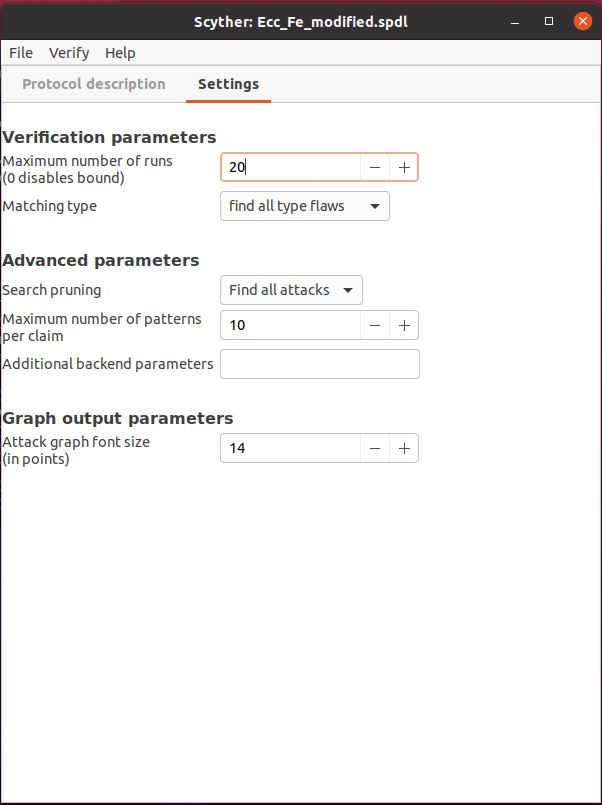 Scyther: Ecc_Fe_modified.spdl
File Verify Help
Protocol description Settings
Verification parameters
Maximum number of runs
(0 disables bound)
20
Matching type
find all type flaws
Advanced parameters
Search pruning
Find all attacks
Maximum number of patterns
per claim
10
Additional backend parameters
Graph output parameters
Attack graph font size
(in points)
14